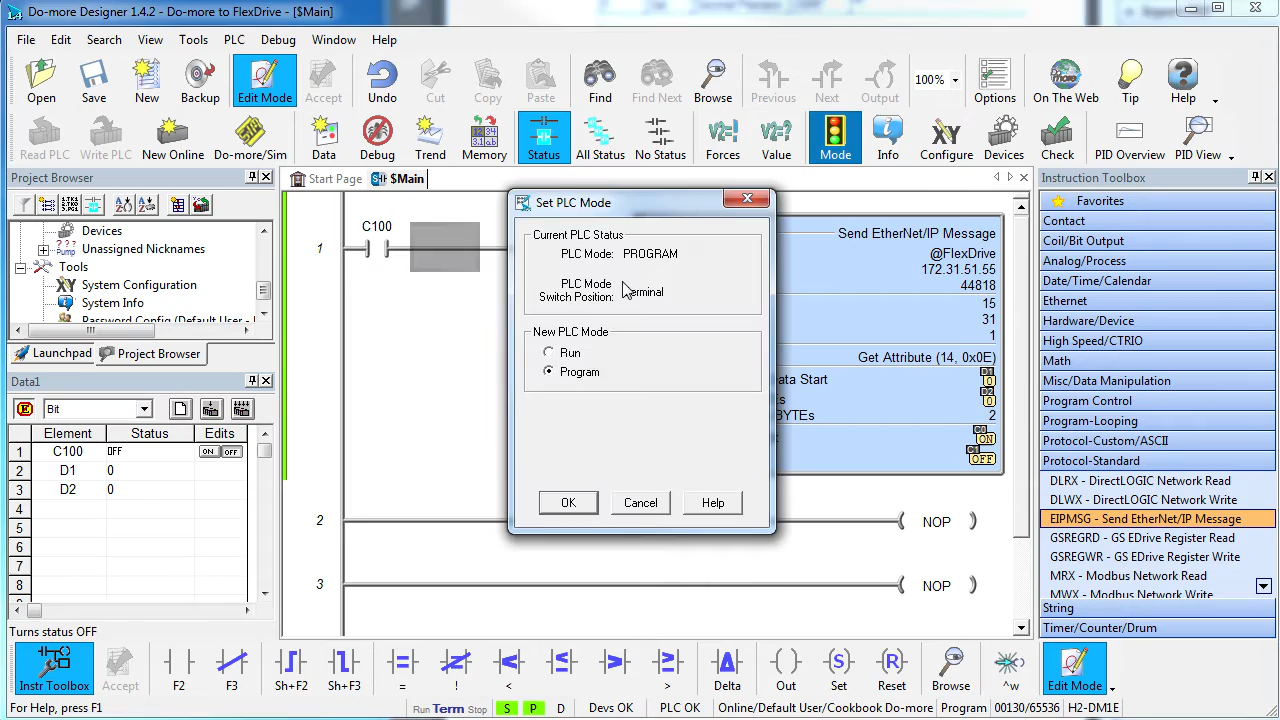 Do-more Designer 1.4.2 - Do-more to FlexDrive - [$Main]
File Edit Search View Tools PLC Debug Window Help
Open Save New Backup Edit Mode Accept Undo Cut Copy Paste Find Find Next Browse Previous Next Output 100% Options On The Web Tip Help
Read PLC Write PLC New Online Do-more/Sim Data Debug Trend Memory Status All Status No Status Forces Value Mode Info Configure Devices Check PID Overview PID View
Project Browser
Devices
Unassigned Nicknames
Tools
System Configuration
System Info
Password Config (Default User)
Launchpad Project Browser
Data1
Bit
Element Status Edits
1 C100 OFF ON OFF
2 D1 0
3 D2 0
4
5
6
7
8
Turns status OFF
Start Page $Main
1
C100
Send EtherNet/IP Message
@FlexDrive
172.31.51.55
44818
15
31
1
Get Attribute (14, 0x0E)
ata Start D1 0
Es D2 0
BYTEs 2
C0 ON
C1 OFF
2 NOP
3 NOP
Set PLC Mode
Current PLC Status
PLC Mode: PROGRAM
PLC Mode
Switch Position: Terminal
New PLC Mode
Run
Program
OK Cancel Help
Instruction Toolbox
Favorites
Contact
Coil/Bit Output
Analog/Process
Date/Time/Calendar
Ethernet
Hardware/Device
High Speed/CTRIO
Math
Misc/Data Manipulation
Program Control
Program-Looping
Protocol-Custom/ASCII
Protocol-Standard
DLRX - DirectLOGIC Network Read
DLWX - DirectLOGIC Network Write
EIPMSG - Send EtherNet/IP Message
GSREGRD - GS EDrive Register Read
GSREGWR - GS EDrive Register Write
MRX - Modbus Network Read
MWX - Modbus Network Write
String
Timer/Counter/Drum
Instr Toolbox Accept F2 F3 Sh+F2 Sh+F3 = ! < > Delta Out Set Reset Browse ^w Edit Mode
For Help, press F1 Run Term Stop S P D Devs OK PLC OK Online/Default User/Cookbook Do-more Program 00130/65536 H2-DM1E